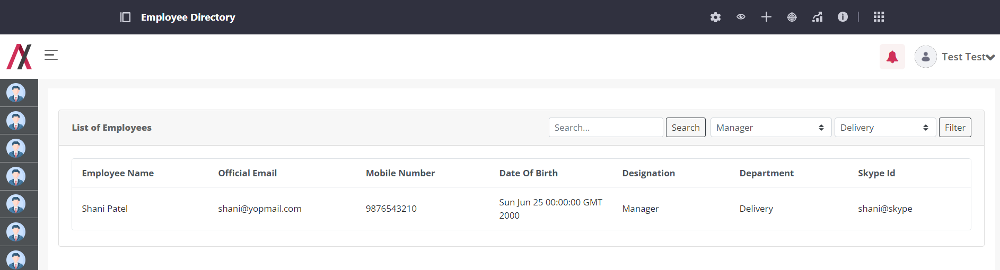 Employee Directory
Test Test
List of Employees
Search...
Search
Manager
Delivery
Filter
Employee Name Official Email Mobile Number Date Of Birth Designation Department Skype Id
Shani Patel shani@yopmail.com 9876543210 Sun Jun 25 00:00:00 GMT Manager Delivery shani@skype
2000